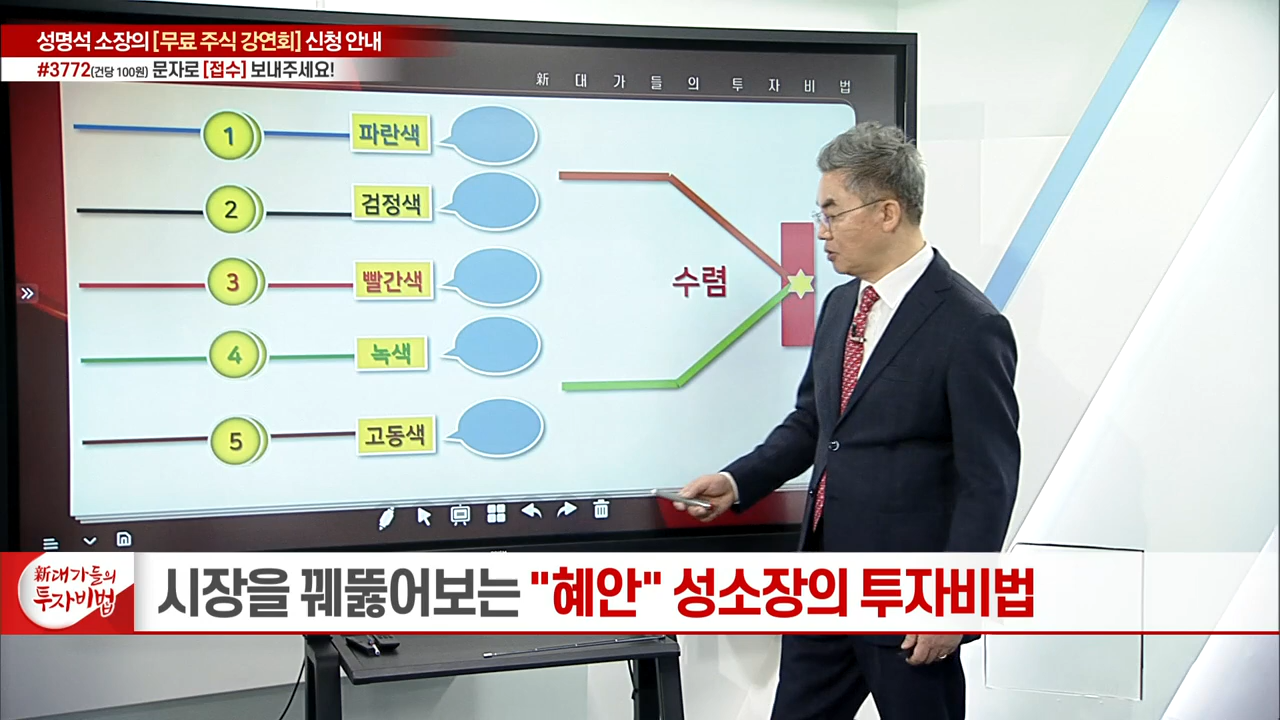 성명석 소장의 [무료 주식 강연회] 신청 안내
#3772(건당 100원) 문자로 [접수] 보내주세요!
新 대 가 들 의 투 자 비 법
1 파란색
2 검정색
3 빨간색
4 녹색
5 고동색
수렴
新대가들의
투자비법
시장을 꿰뚫어보는 "혜안" 성소장의 투자비법